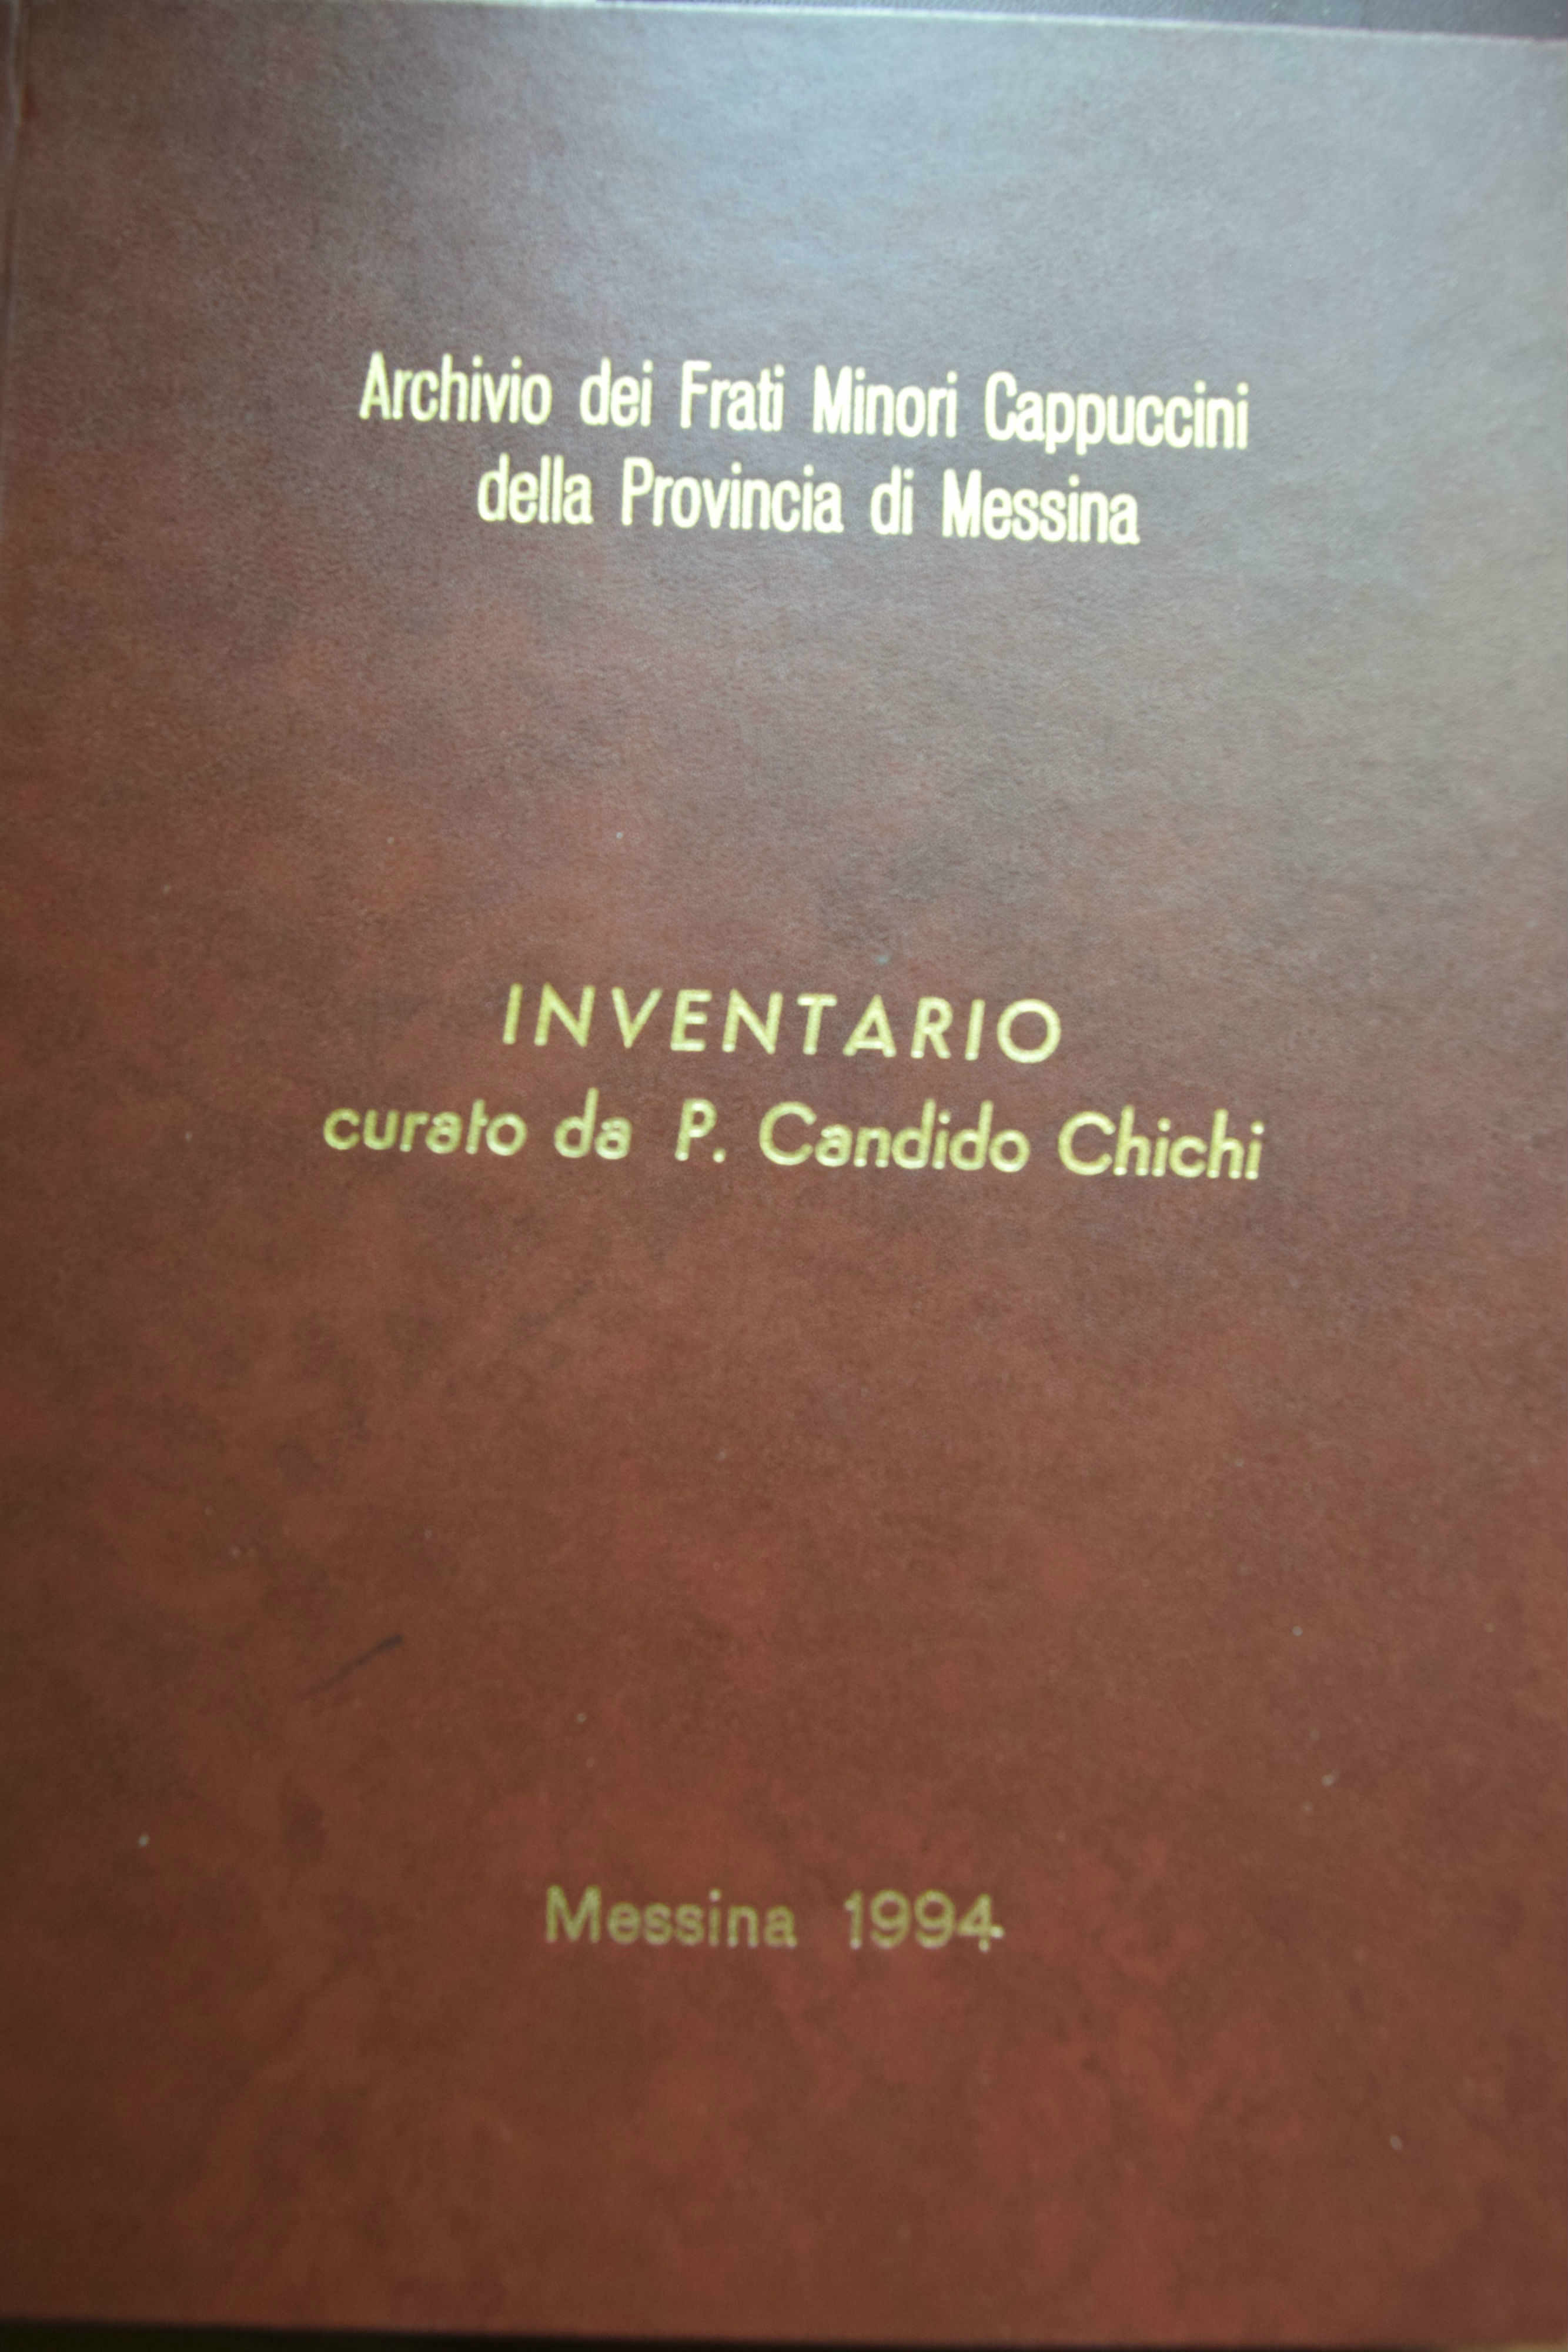 Archivio dei Frati Minori Cappuccini
della Provincia di Messina
INVENTARIO
curato da P. Candido Chichi
Messina 1994